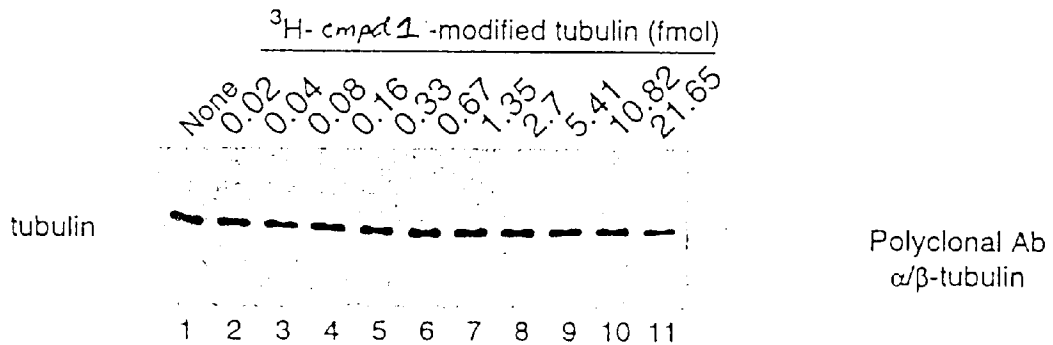 ³H- cmpd 1 -modified tubulin (fmol)
None 0.02 0.04 0.08 0.16 0.33 0.67 1.35 2.7 5.41 10.82 21.65
tubulin
Polyclonal Ab
α/β-tubulin
1 2 3 4 5 6 7 8 9 10 11